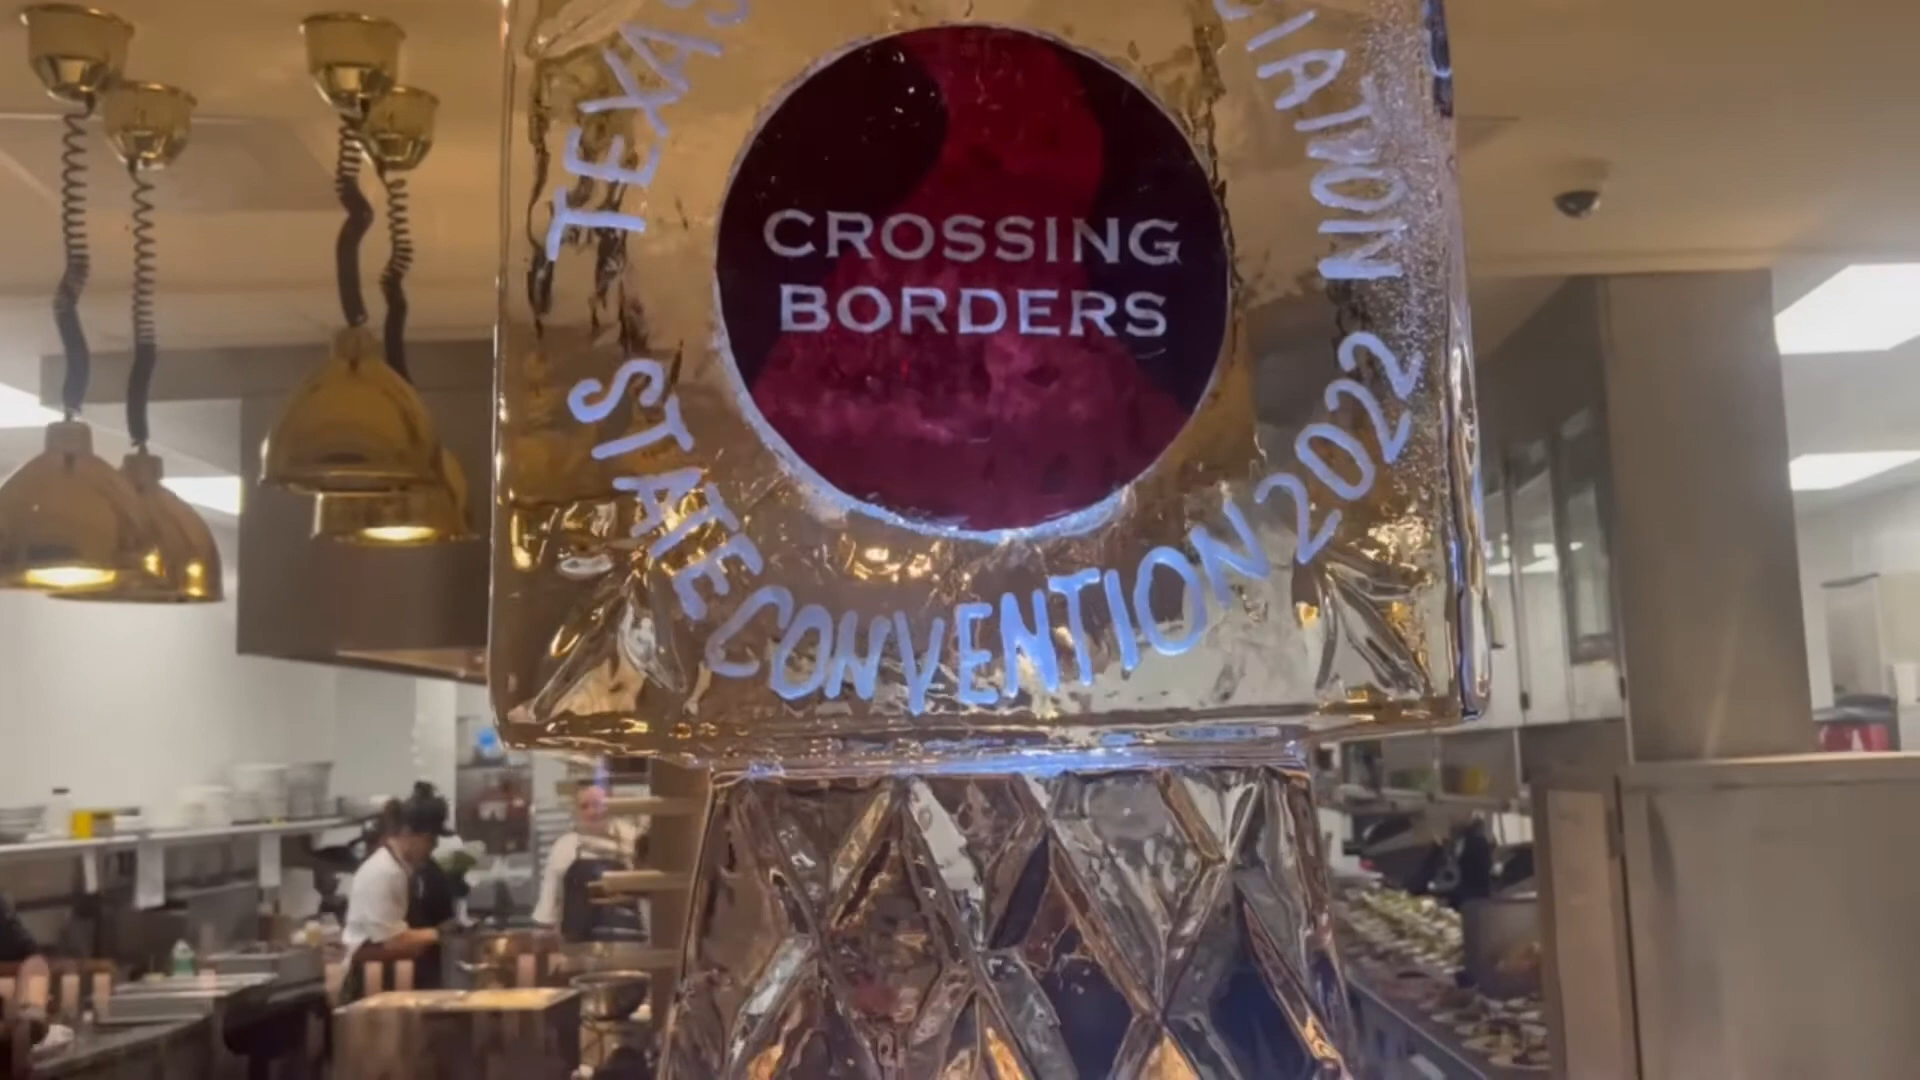 TEXAS
CROSSING
BORDERS
STATE CONVENTION 2022